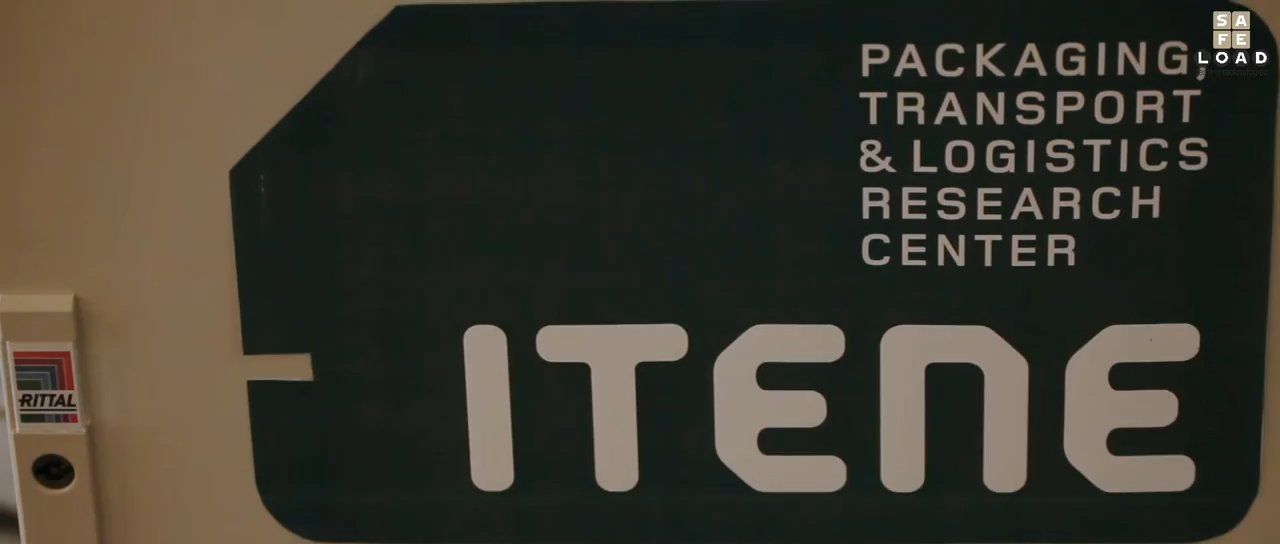 SA
FE
LOAD
PACKAGING,
TRANSPORT
& LOGISTICS
RESEARCH
CENTER
ITENE
RITTAL